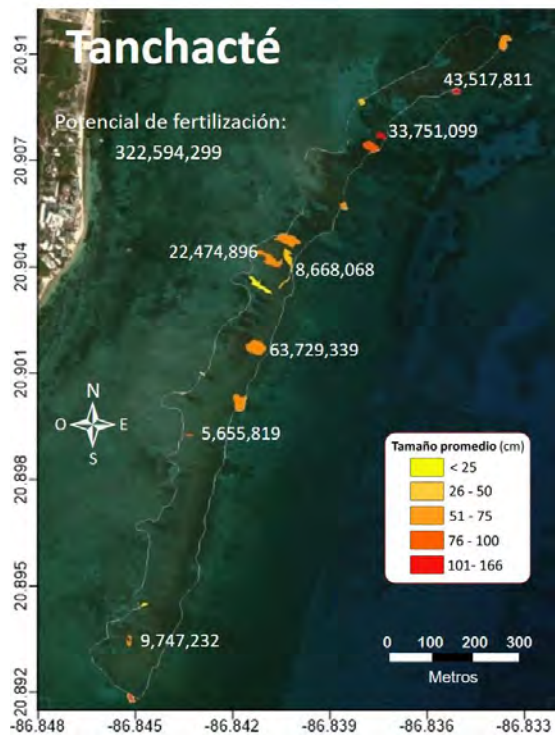 Tanchacté
Potencial de fertilización:
322,594,299
43,517,811
33,751,099
22,474,896
8,668,068
63,729,339
5,655,819
9,747,232
N
O E
S
Tamaño promedio (cm)
< 25
26 - 50
51 - 75
76 - 100
101- 166
0 100 200 300
Metros
20.91
20.907
20.904
20.901
20.898
20.895
20.892
-86.848 -86.845 -86.842 -86.839 -86.836 -86.833